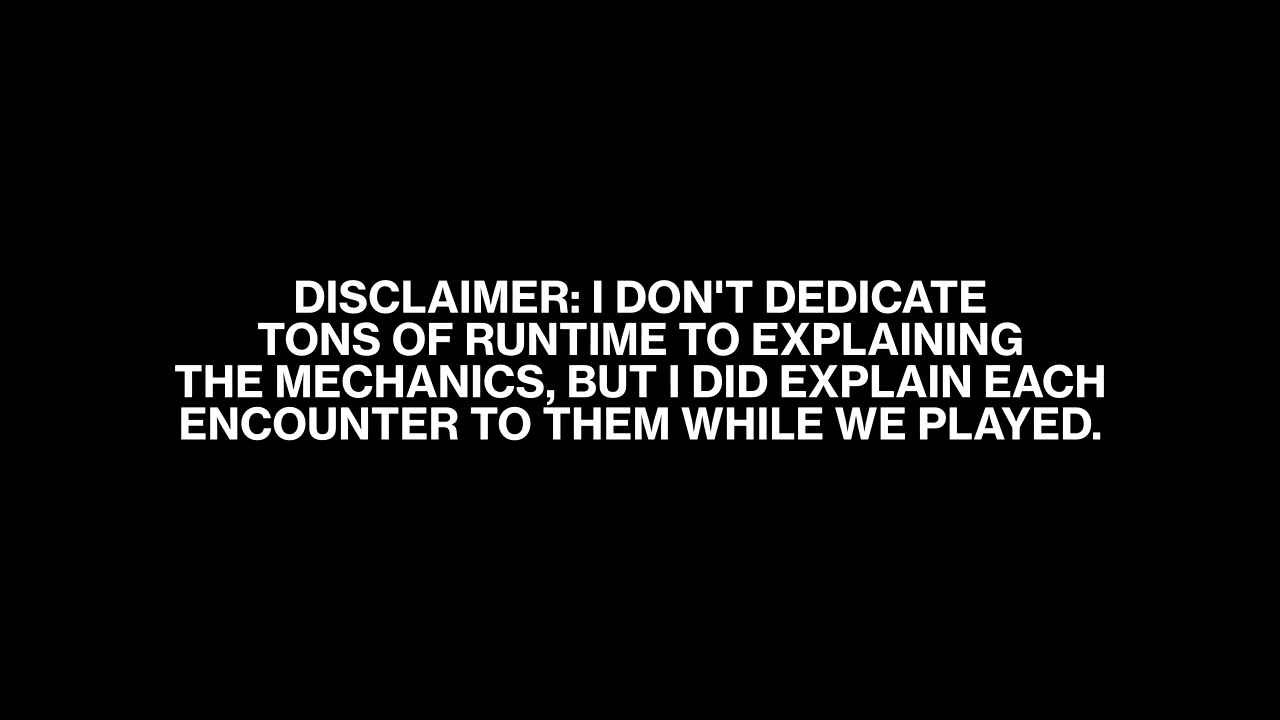 DISCLAIMER: I DON'T DEDICATE
TONS OF RUNTIME TO EXPLAINING
THE MECHANICS, BUT I DID EXPLAIN EACH
ENCOUNTER TO THEM WHILE WE PLAYED.